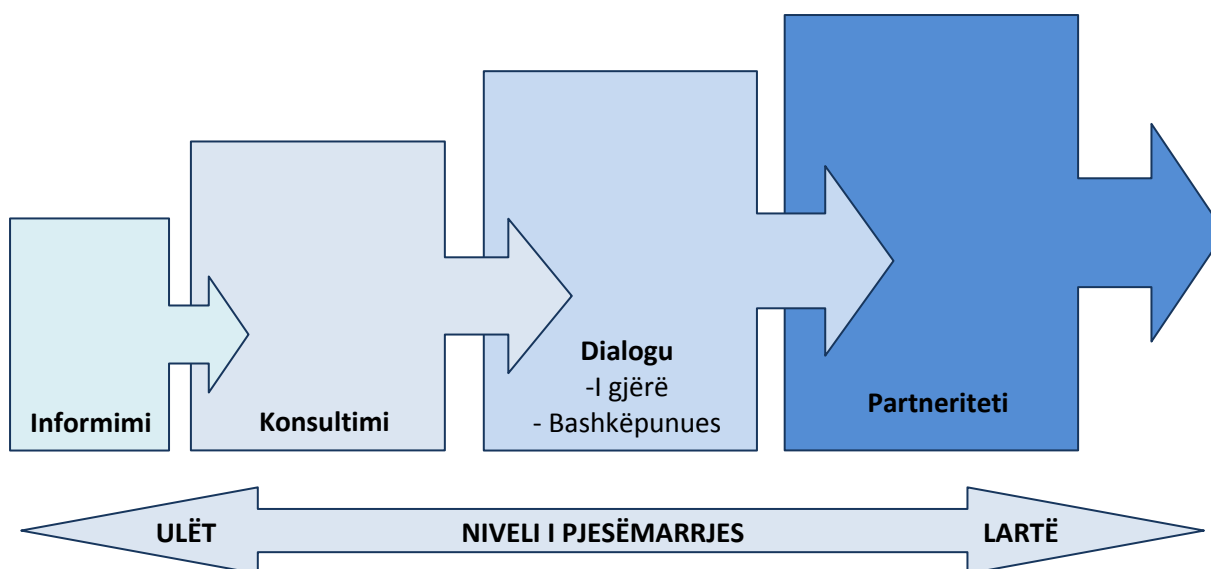 Informimi
Konsultimi
Dialogu
-I gjërë
- Bashkëpunues
Partneriteti
ULËT
NIVELI I PJESËMARRJES
LARTË